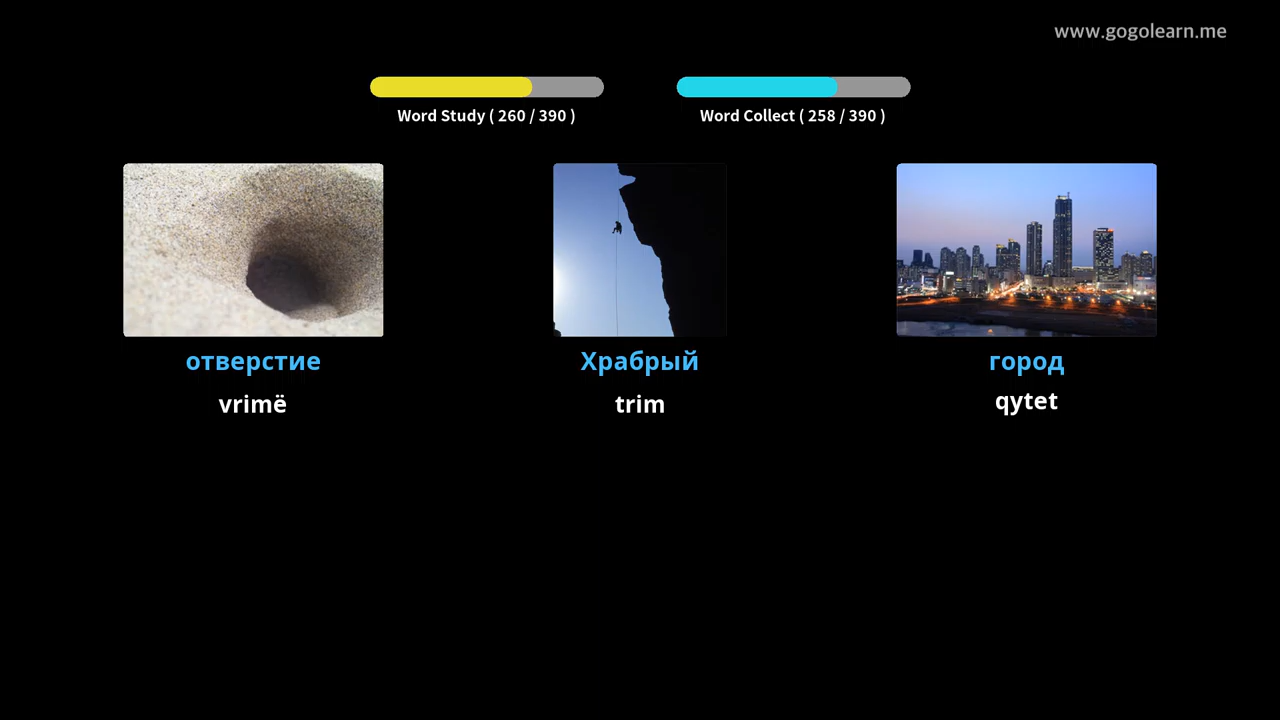 www.gogolearn.me
Word Study ( 260 / 390 )
Word Collect ( 258 / 390 )
отверстие
Храбрый
город
vrimë
trim
qytet